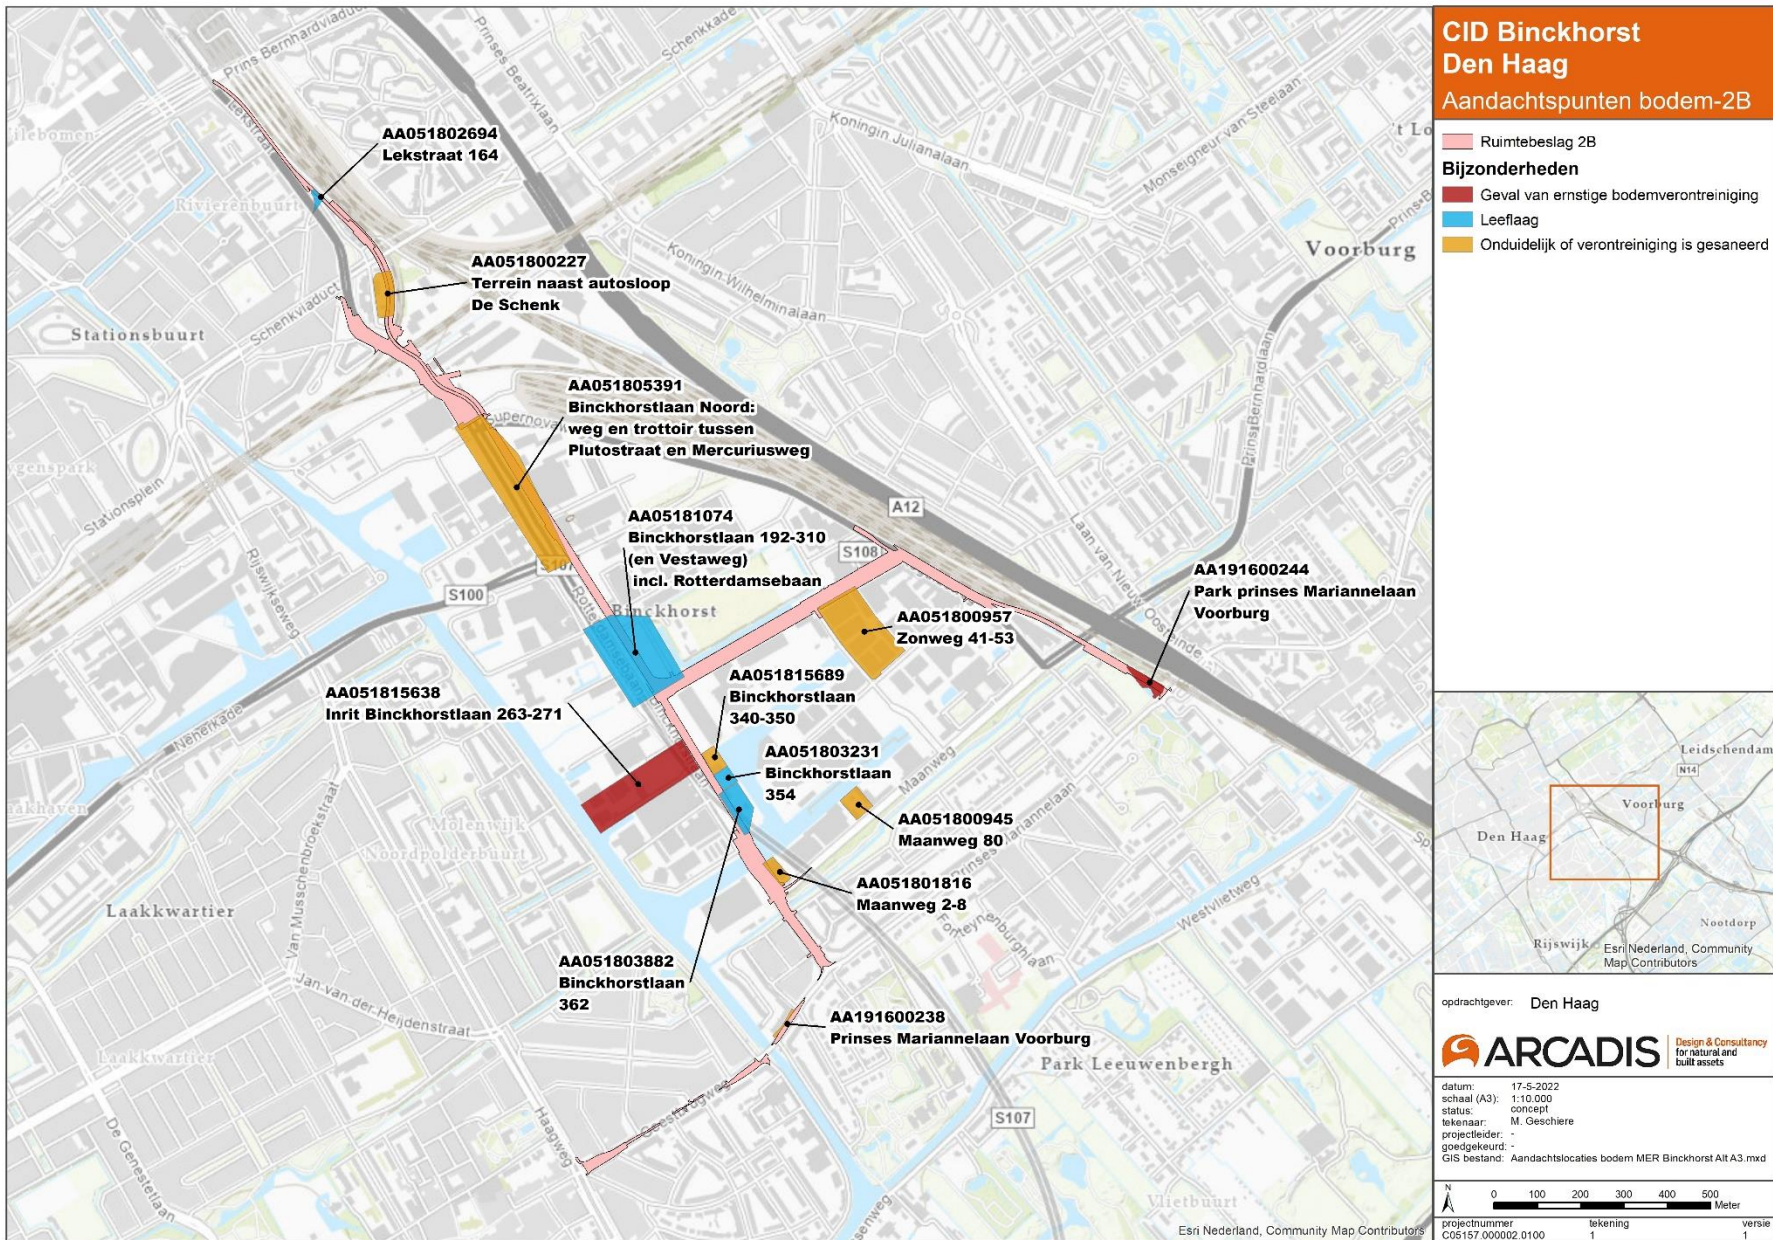 CID Binckhorst
Den Haag
Aandachtspunten bodem-2B
Ruimtebeslag 2B
Bijzonderheden
Geval van ernstige bodemverontreiniging
Leeflaag
Onduidelijk of verontreiniging is gesaneerd
AA051802694
Lekstraat 164
AA051800227
Terrein naast autosloop
De Schenk
AA051805391
Binckhorstlaan Noord:
weg en trottoir tussen
Plutostraat en Mercuriusweg
AA05181074
Binckhorstlaan 192-310
(en Vestaweg)
incl. Rotterdamsebaan
AA191600244
Park prinses Mariannelaan
Voorburg
AA051800957
Zonweg 41-53
AA051815689
Binckhorstlaan
340-350
AA051815638
Inrit Binckhorstlaan 263-271
AA051803231
Binckhorstlaan
354
AA051800945
Maanweg 80
AA051801816
Maanweg 2-8
AA051803882
Binckhorstlaan
362
AA191600238
Prinses Mariannelaan Voorburg
Prins Bernhardviaduct
Prinses Beatrixlaan
Schenkkade
Monseigneur van Steelaan
Koningin Julianalaan
't Lo
Lekstraat
Rivierenbuurt
Koningin Wilhelminalaan
Voorburg
Schenkviaduct
Stationsbuurt
Prins Bernhardlaan
Stationsplein
Rijswijkseweg
A12
S108
S100
S107
Laan van Nieuw Oosteinde
Binckhorst
Rotterdamsebaan
Neherkade
Maanweg
Prinses Mariannelaan
Molenwijk
Noordpolderbuurt
Van Musschenbroekstraat
Laakkwartier
Westvlietweg
Fonteynenburghlaan
Jan van der Heijdenstraat
Laakkwartier
Park Leeuwenbergh
Geestbrugweg
Haagweg
De Genestetlaan
S107
Vlietbuurt
Esri Nederland, Community Map Contributors
Leidschendam
N14
Voorburg
Den Haag
Nootdorp
Rijswijk
Esri Nederland, Community
Map Contributors
opdrachtgever: Den Haag
ARCADIS
Design & Consultancy
for natural and
built assets
datum: 17-5-2022
schaal (A3): 1:10.000
status: concept
tekenaar: M. Geschiere
projectleider: -
goedgekeurd: -
GIS bestand: Aandachtslocaties bodem MER Binckhorst Alt A3.mxd
N
0 100 200 300 400 500
Meter
projectnummer tekening versie
C05157.000002.0100 1 1